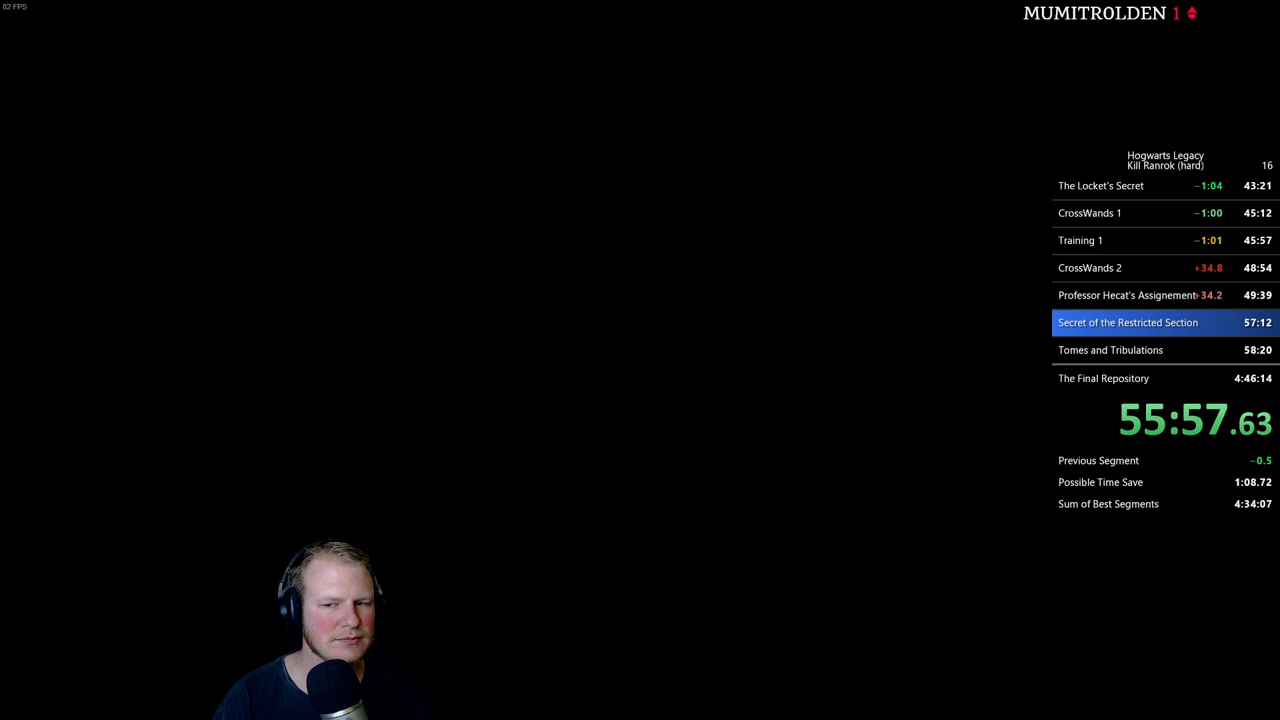 82 FPS
MUMITR0LDEN 1
Hogwarts Legacy
Kill Ranrok (hard) 16
The Locket's Secret −1:04 43:21
CrossWands 1 −1:00 45:12
Training 1 −1:01 45:57
CrossWands 2 +34.8 48:54
Professor Hecat's Assignement +34.2 49:39
Secret of the Restricted Section 57:12
Tomes and Tribulations 58:20
The Final Repository 4:46:14
55:57.63
Previous Segment −0.5
Possible Time Save 1:08.72
Sum of Best Segments 4:34:07